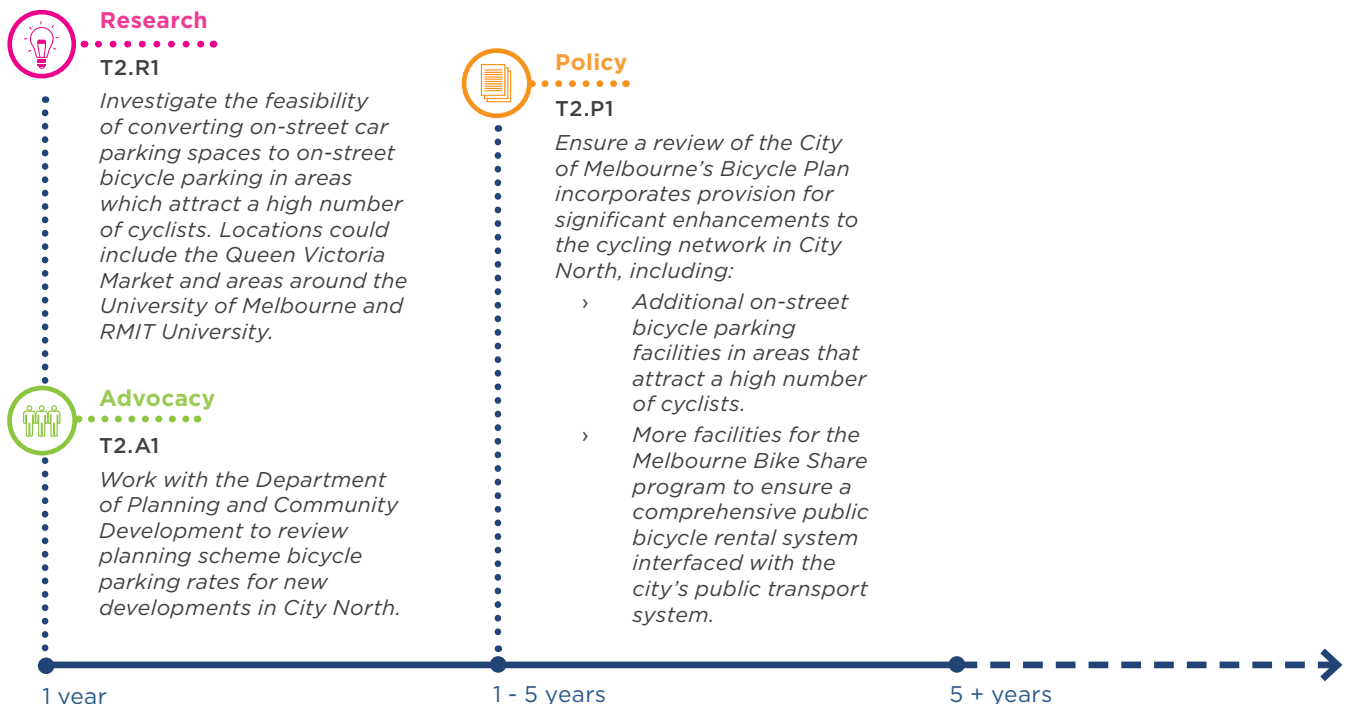 Research
T2.R1
Investigate the feasibility
of converting on-street car
parking spaces to on-street
bicycle parking in areas
which attract a high number
of cyclists. Locations could
include the Queen Victoria
Market and areas around the
University of Melbourne and
RMIT University.
Advocacy
T2.A1
Work with the Department
of Planning and Community
Development to review
planning scheme bicycle
parking rates for new
developments in City North.
Policy
T2.P1
Ensure a review of the City
of Melbourne’s Bicycle Plan
incorporates provision for
significant enhancements to
the cycling network in City
North, including:
› Additional on-street
bicycle parking
facilities in areas that
attract a high number
of cyclists.
› More facilities for the
Melbourne Bike Share
program to ensure a
comprehensive public
bicycle rental system
interfaced with the
city’s public transport
system.
1 year
1 - 5 years
5 + years